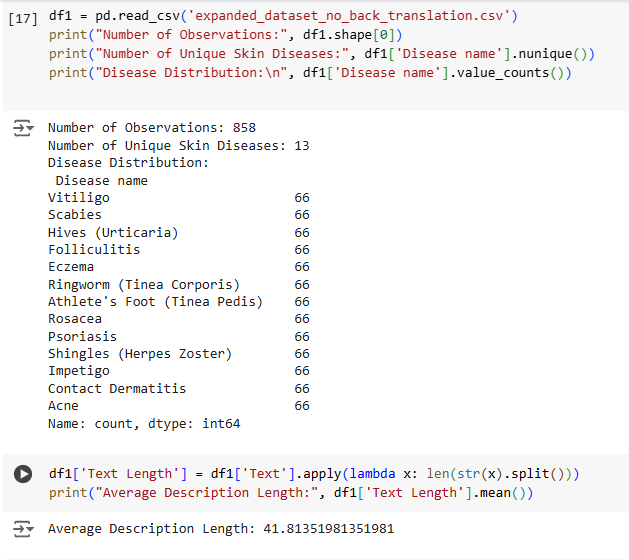 [17] df1 = pd.read_csv('expanded_dataset_no_back_translation.csv')
print("Number of Observations:", df1.shape[0])
print("Number of Unique Skin Diseases:", df1['Disease name'].nunique())
print("Disease Distribution:\n", df1['Disease name'].value_counts())
Number of Observations: 858
Number of Unique Skin Diseases: 13
Disease Distribution:
Disease name
Vitiligo 66
Scabies 66
Hives (Urticaria) 66
Folliculitis 66
Eczema 66
Ringworm (Tinea Corporis) 66
Athlete's Foot (Tinea Pedis) 66
Rosacea 66
Psoriasis 66
Shingles (Herpes Zoster) 66
Impetigo 66
Contact Dermatitis 66
Acne 66
Name: count, dtype: int64
df1['Text Length'] = df1['Text'].apply(lambda x: len(str(x).split()))
print("Average Description Length:", df1['Text Length'].mean())
Average Description Length: 41.81351981351981